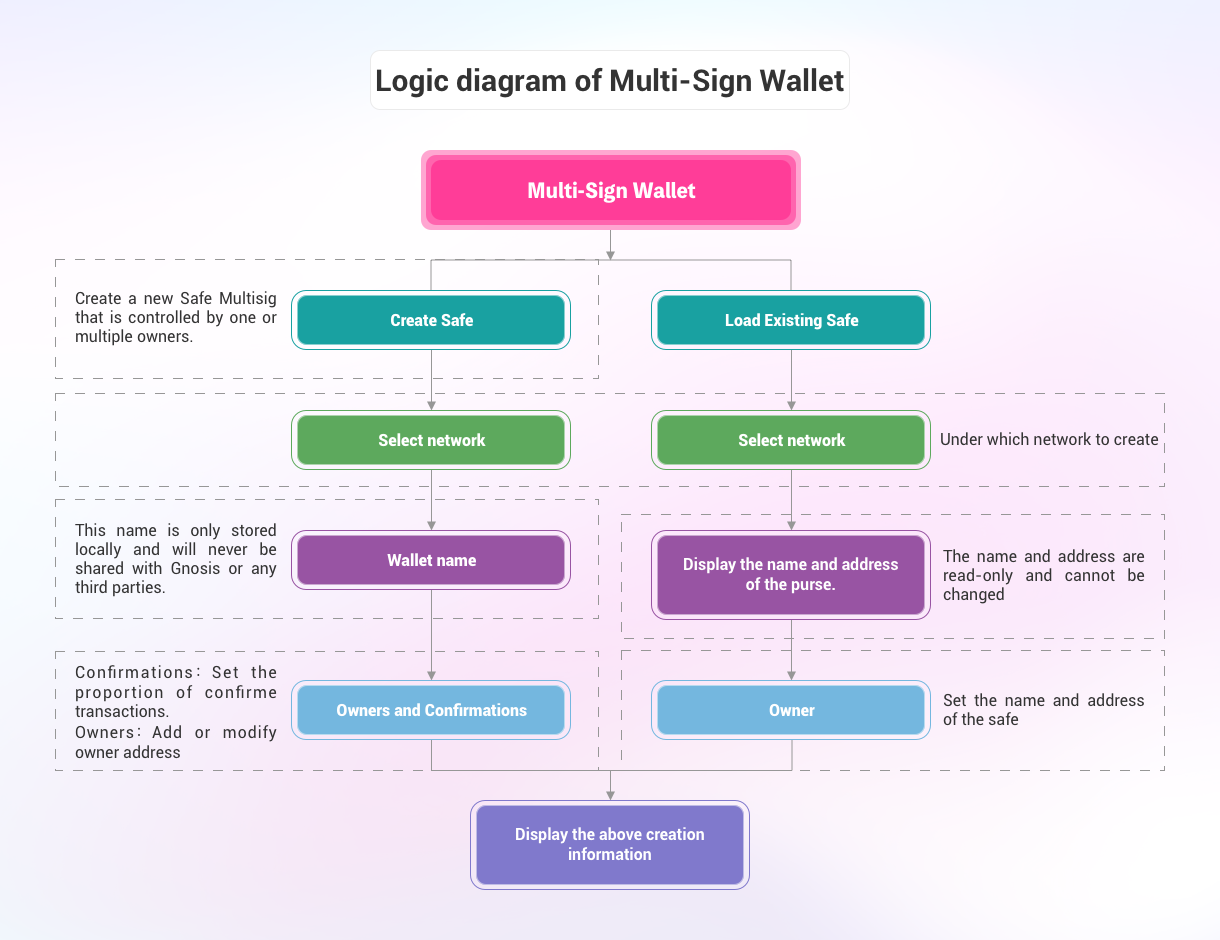 Logic diagram of Multi-Sign Wallet
Multi-Sign Wallet
Create a new Safe Multisig
that is controlled by one or
multiple owners.
Create Safe
Load Existing Safe
Select network
Select network
Under which network to create
This name is only stored
locally and will never be
shared with Gnosis or any
third parties.
Wallet name
Display the name and address
of the purse.
The name and address are
read-only and cannot be
changed
Confirmations: Set the
proportion of confirme
transactions.
Owners: Add or modify
owner address
Owners and Confirmations
Owner
Set the name and address
of the safe
Display the above creation
information